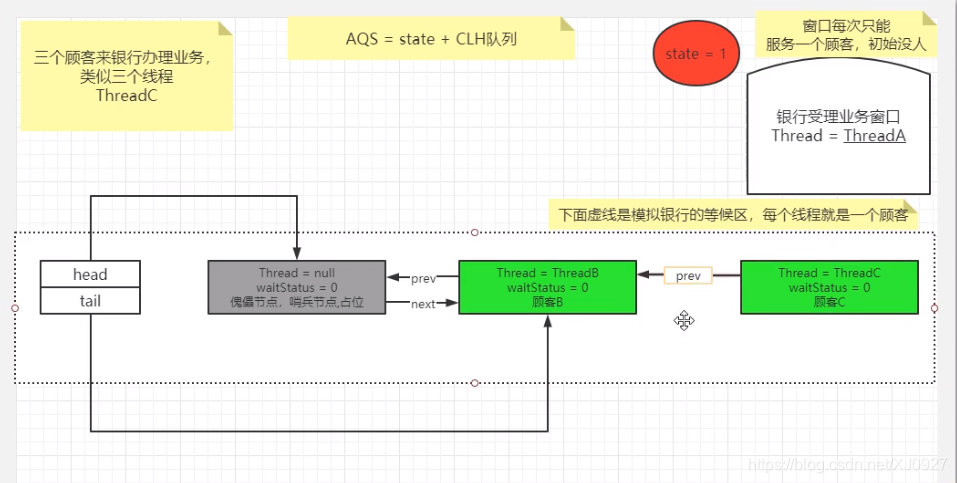 三个顾客来银行办理业务，
类似三个线程
ThreadC
AQS = state + CLH队列
state = 1
窗口每次只能
服务一个顾客，初始没人
银行受理业务窗口
Thread = ThreadA
下面虚线是模拟银行的等候区，每个线程就是一个顾客
head
tail
Thread = null
waitStatus = 0
傀儡节点，哨兵节点,占位
prev
next
Thread = ThreadB
waitStatus = 0
顾客B
prev
Thread = ThreadC
waitStatus = 0
顾客C
https://blog.csdn.net/XJ0927